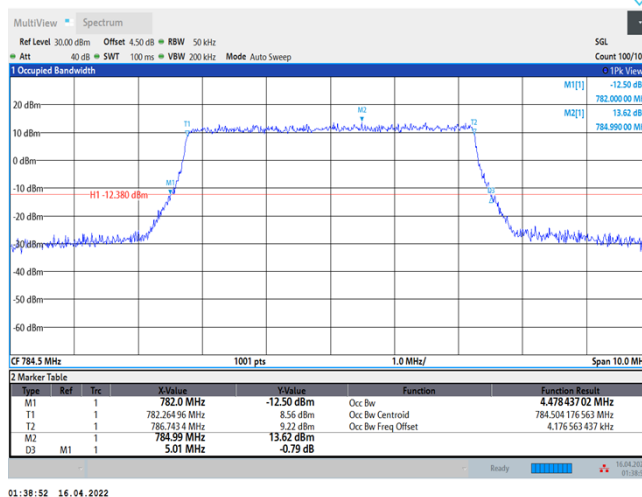 MultiView Spectrum
Ref Level 30.00 dBm Offset 4.50 dB RBW 50 kHz SGL
Att 40 dB SWT 100 ms VBW 200 kHz Mode Auto Sweep Count 100/10
1 Occupied Bandwidth 1Pk View
M1[1] -12.50 dB
782.000 00 M
M2[1] 13.62 dB
784.990 00 M
20 dBm
M2
T1 T2
10 dBm
0 dBm
-10 dBm
M1
D3
H1 -12.380 dBm
-20 dBm
-30 dBm
-40 dBm
-50 dBm
-60 dBm
CF 784.5 MHz 1001 pts 1.0 MHz/ Span 10.0 MH
2 Marker Table
Type Ref Trc X-Value Y-Value Function Function Result
M1 1 782.0 MHz -12.50 dBm Occ Bw 4.478 437 02 MHz
T1 1 782.264 96 MHz 8.56 dBm Occ Bw Centroid 784.504 176 563 MHz
T2 1 786.743 4 MHz 9.22 dBm Occ Bw Freq Offset 4.176 563 437 kHz
M2 1 784.99 MHz 13.62 dBm
D3 M1 1 5.01 MHz -0.79 dB
Ready 16.04.202
01:38:5
01:38:52 16.04.2022